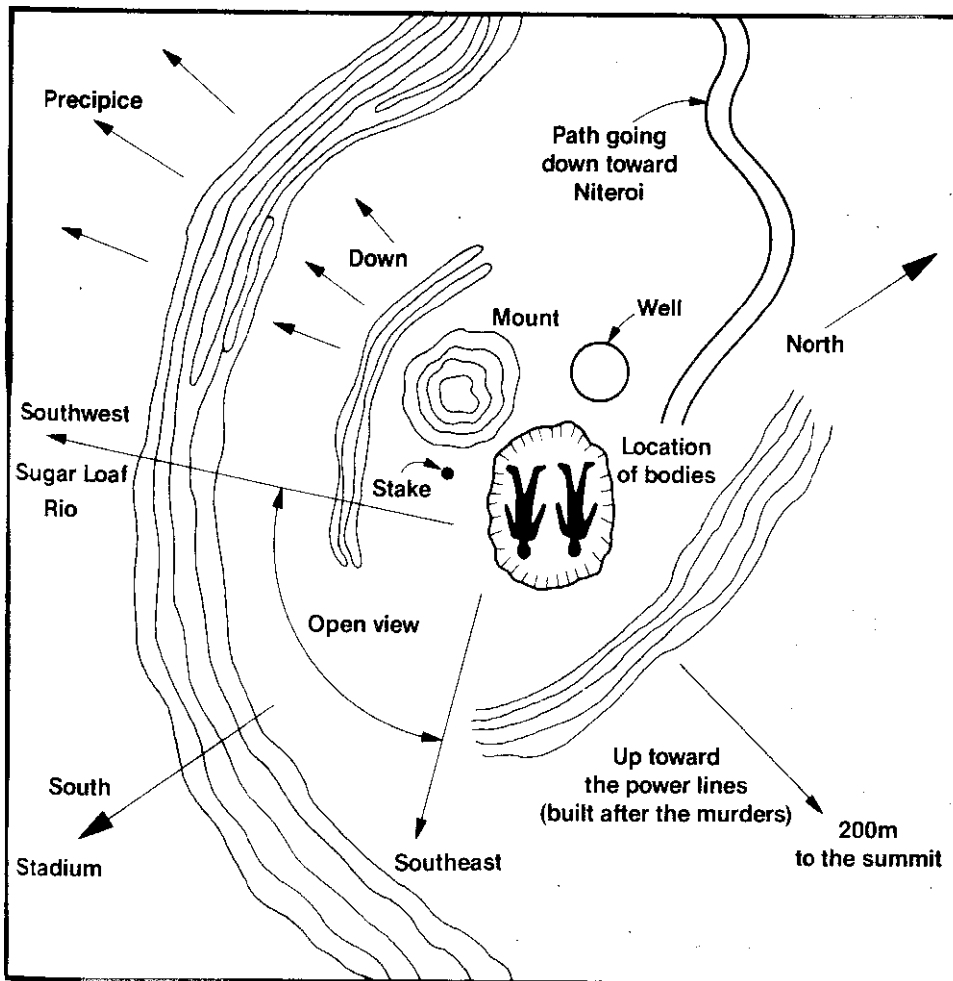 Precipice
Path going
down toward
Niteroi
Down
Mount
Well
North
Southwest
Sugar Loaf
Rio
Stake
Location
of bodies
Open view
South
Stadium
Southeast
Up toward
the power lines
(built after the murders)
200m
to the summit